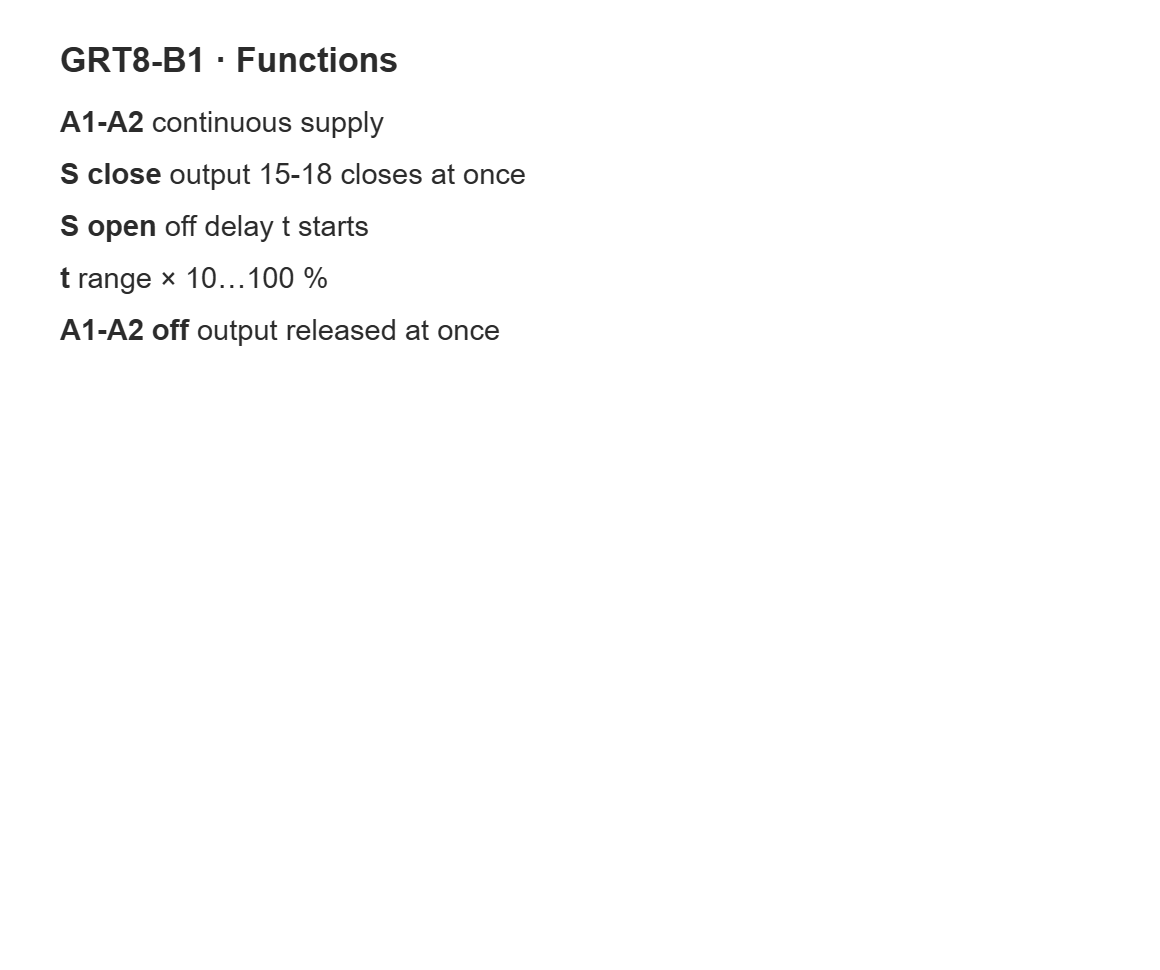 GRT8-B1 · Functions
A1-A2 continuous supply
S close output 15-18 closes at once
S open off delay t starts
t range × 10…100 %
A1-A2 off output released at once